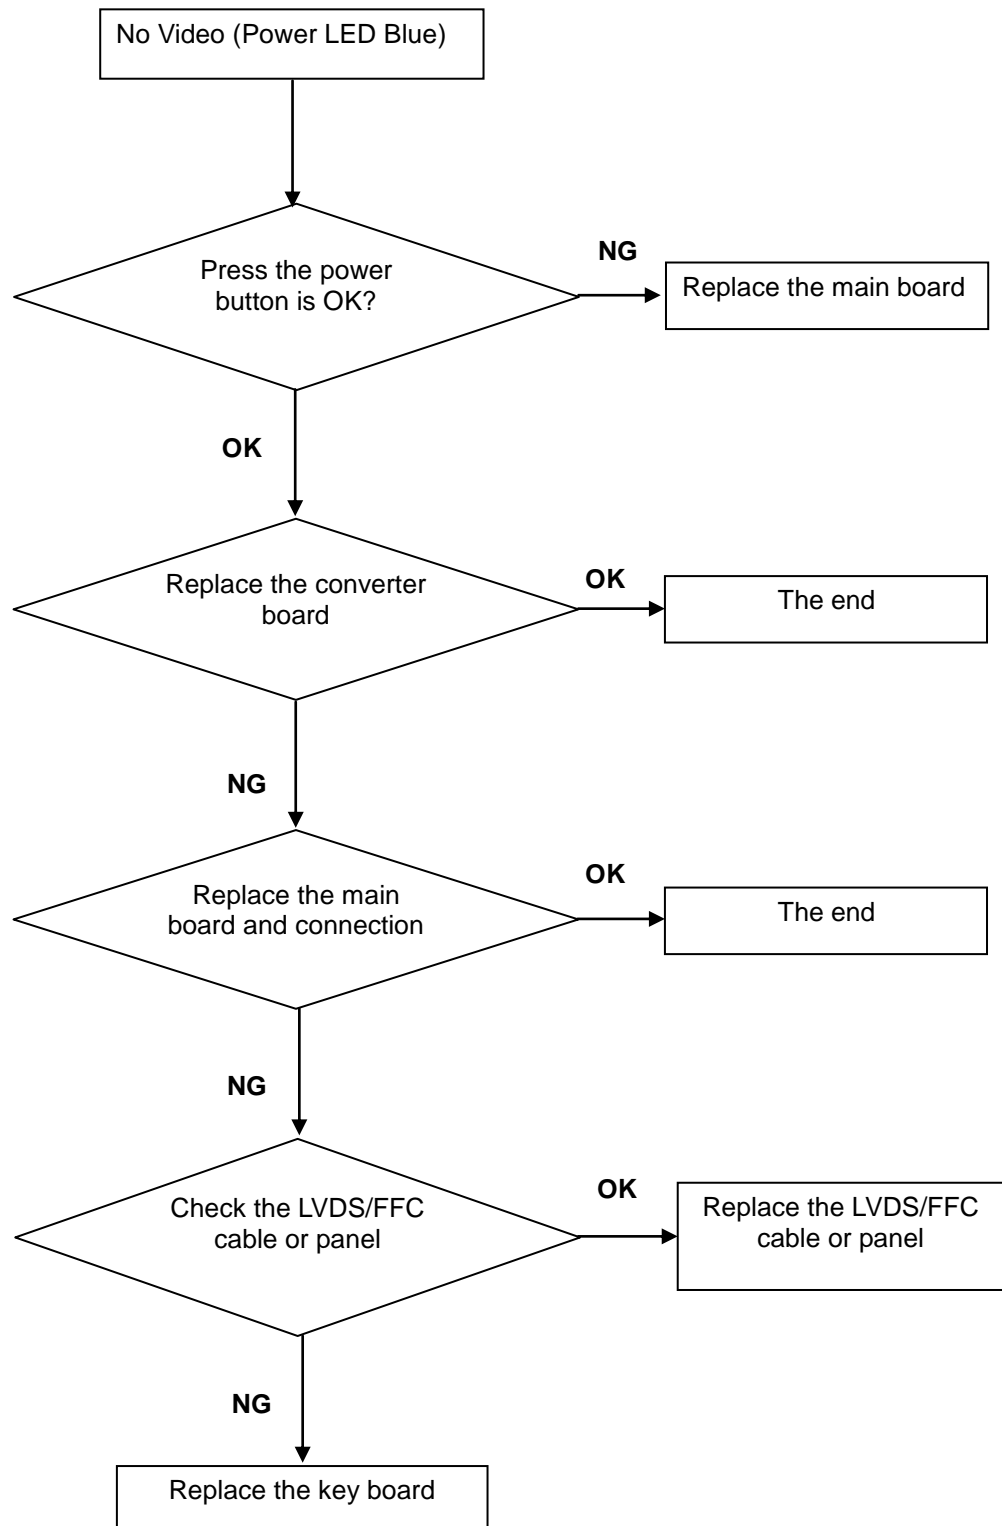 No Video (Power LED Blue)
Press the power
button is OK?
NG
Replace the main board
OK
Replace the converter
board
OK
The end
NG
Replace the main
board and connection
OK
The end
NG
Check the LVDS/FFC
cable or panel
OK
Replace the LVDS/FFC
cable or panel
NG
Replace the key board